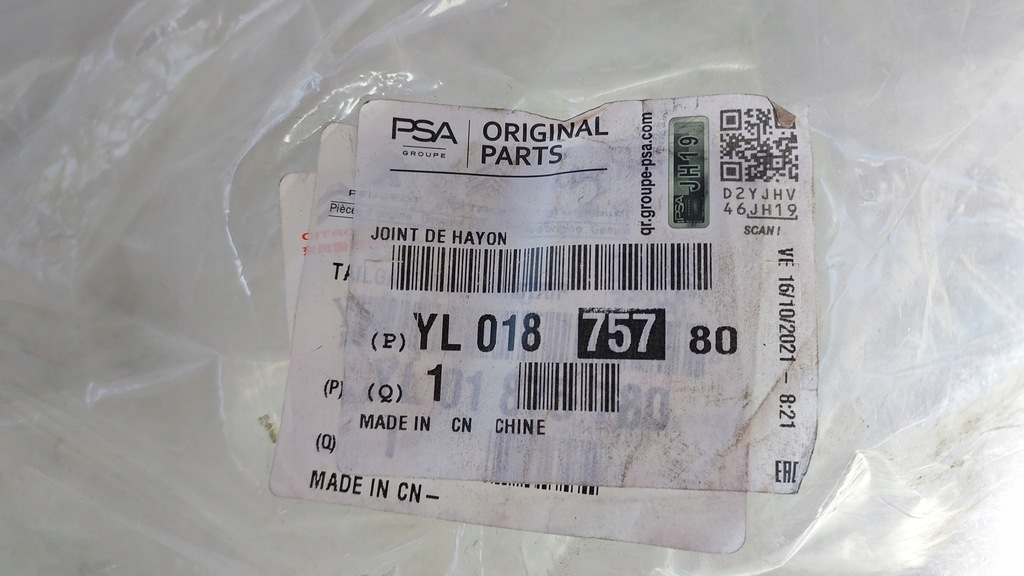 PSA
GROUPE
ORIGINAL
PARTS
qr.groupe-psa.com
PSA JH19
D2YJHV
46JH19
SCAN!
Pièce
JOINT DE HAYON
(P) YL 018 757 80
(P)
(Q) 1
MADE IN CN CHINE
(Q)
MADE IN CN-
VE 16/10/2021 - 8:21
EAC